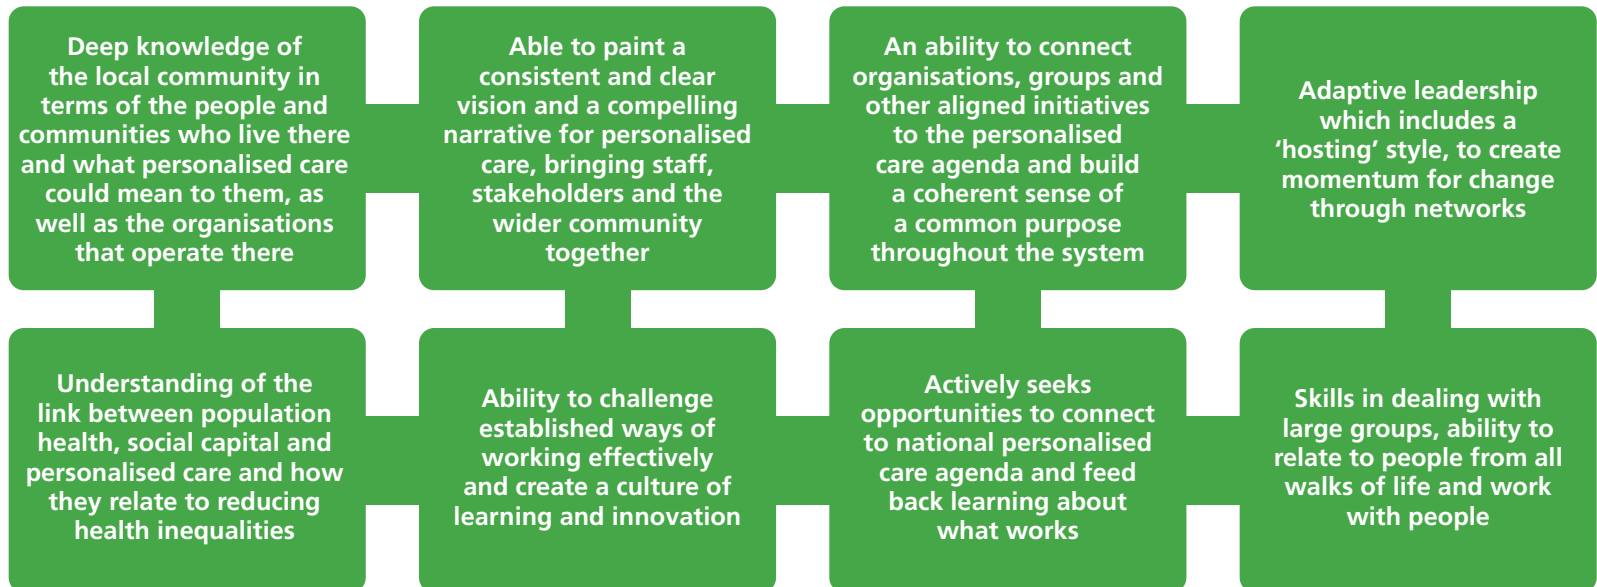 Deep knowledge of
the local community in
terms of the people and
communities who live there
and what personalised care
could mean to them, as
well as the organisations
that operate there
Able to paint a
consistent and clear
vision and a compelling
narrative for personalised
care, bringing staff,
stakeholders and the
wider community
together
An ability to connect
organisations, groups and
other aligned initiatives
to the personalised
care agenda and build
a coherent sense of
a common purpose
throughout the system
Adaptive leadership
which includes a
‘hosting’ style, to create
momentum for change
through networks
Understanding of the
link between population
health, social capital and
personalised care and how
they relate to reducing
health inequalities
Ability to challenge
established ways of
working effectively
and create a culture of
learning and innovation
Actively seeks
opportunities to connect
to national personalised
care agenda and feed
back learning about
what works
Skills in dealing with
large groups, ability to
relate to people from all
walks of life and work
with people